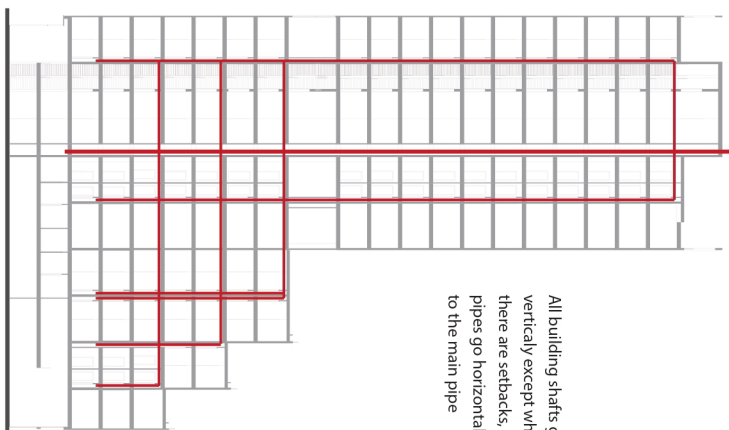 All building shafts
verticaly except
there are setbacks,
pipes go
to the main pipe